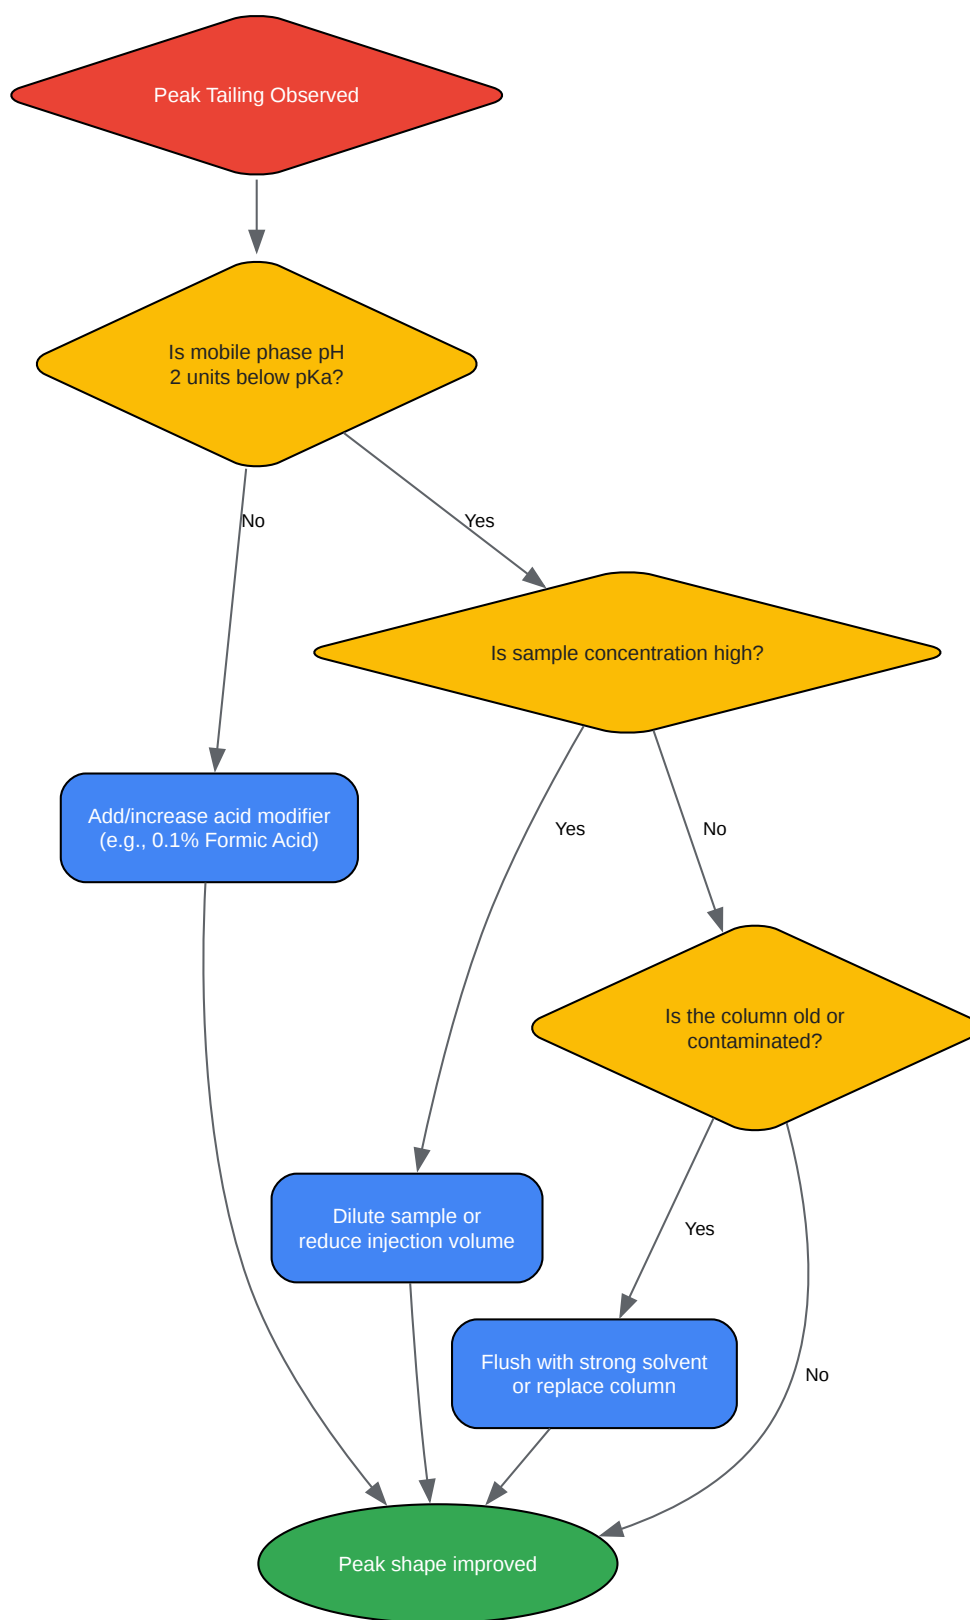 Peak Tailing Observed
Is mobile phase pH
2 units below pKa?
No
Yes
Is sample concentration high?
Add/increase acid modifier
(e.g., 0.1% Formic Acid)
Yes
No
Is the column old or
contaminated?
Dilute sample or
reduce injection volume
Yes
Flush with strong solvent
or replace column
No
Peak shape improved